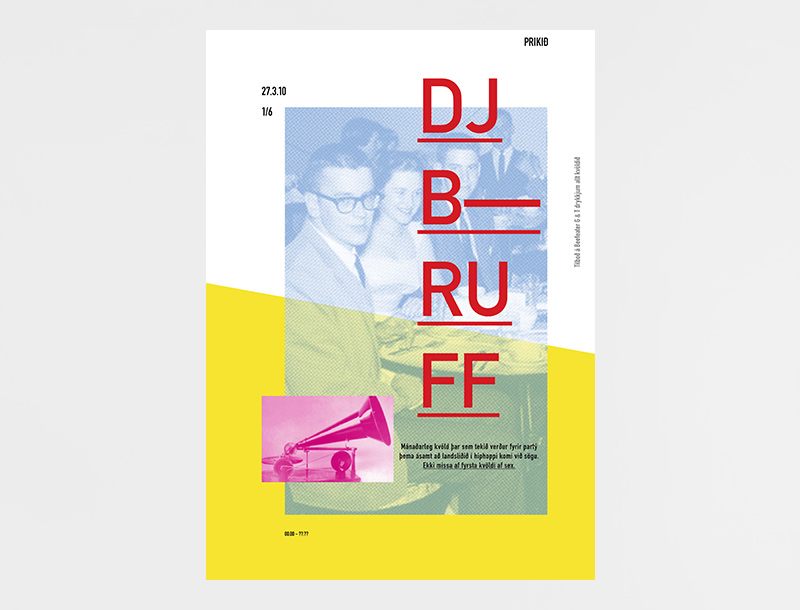 PRIKIÐ
27.3.10
1/6
DJ
B—
RU
FF
Tilboð á Beefeater G & T drykkjum allt kvöldið
Mánaðarleg kvöld þar sem tekið verður fyrir partý
þema ásamt að landsliðið í hiphoppi komi við sögu.
Ekki missa af fyrsta kvöldi af sex.
00:00 – ??:??